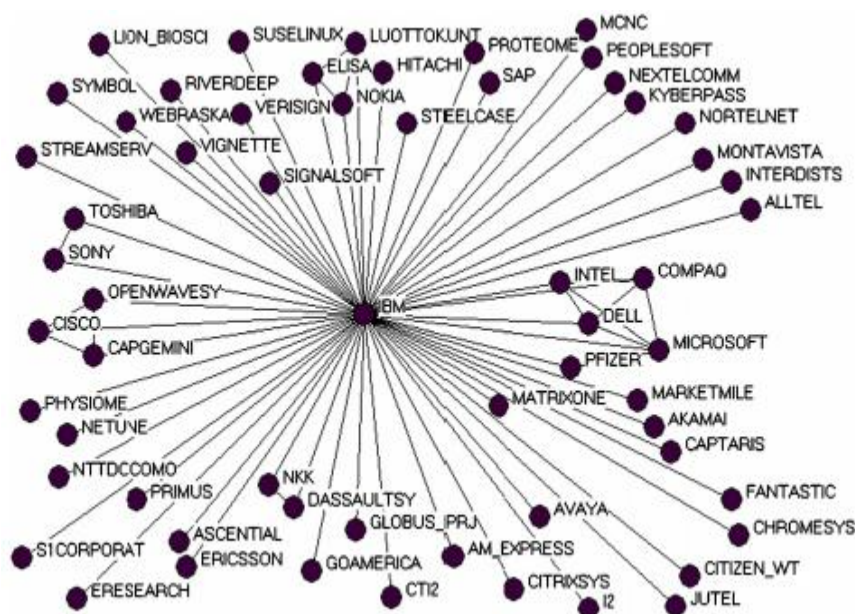 LION_BIOSCI
SUSELINUX
LUOTTOKUNT
PROTEOME
MCNC
PEOPLESOFT
ELISA
HITACHI
SAP
NEXTELCOMM
SYMBOL
RIVERDEEP
KYBERPASS
WEBRASKA
VERISIGN
NOKIA
STEELCASE
NORTELNET
STREAMSERV
VIGNETTE
MONTAVISTA
SIGNALSOFT
INTERDISTS
TOSHIBA
ALLTEL
SONY
INTEL
COMPAQ
OPENWAVESY
IBM
DELL
CISCO
CAPGEMINI
MICROSOFT
PFIZER
PHYSIOME
MATRIXONE
MARKETMILE
NETUNE
AKAMAI
CAPTARIS
NTTDCCOMO
NKK
PRIMUS
DASSAULTSY
FANTASTIC
AVAYA
GLOBUS_PRJ
CHROMESYS
ASCENTIAL
S1CORPORAT
ERICSSON
GOAMERICA
AM_EXPRESS
CITIZEN_WT
ERESEARCH
CTI2
CITRIXSYS
I2
JUTEL